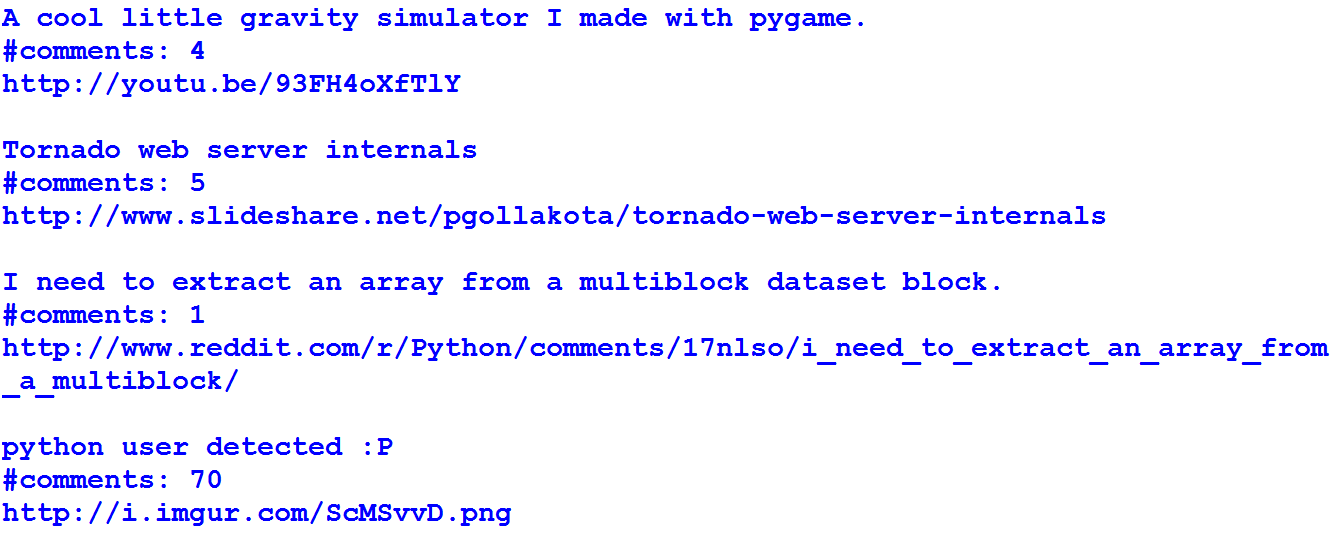 A cool little gravity simulator I made with pygame.
#comments: 4
http://youtu.be/93FH4oXfTlY
Tornado web server internals
#comments: 5
http://www.slideshare.net/pgollakota/tornado-web-server-internals
I need to extract an array from a multiblock dataset block.
#comments: 1
http://www.reddit.com/r/Python/comments/17nlso/i_need_to_extract_an_array_from
_a_multiblock/
python user detected :P
#comments: 70
http://i.imgur.com/ScMSvvD.png